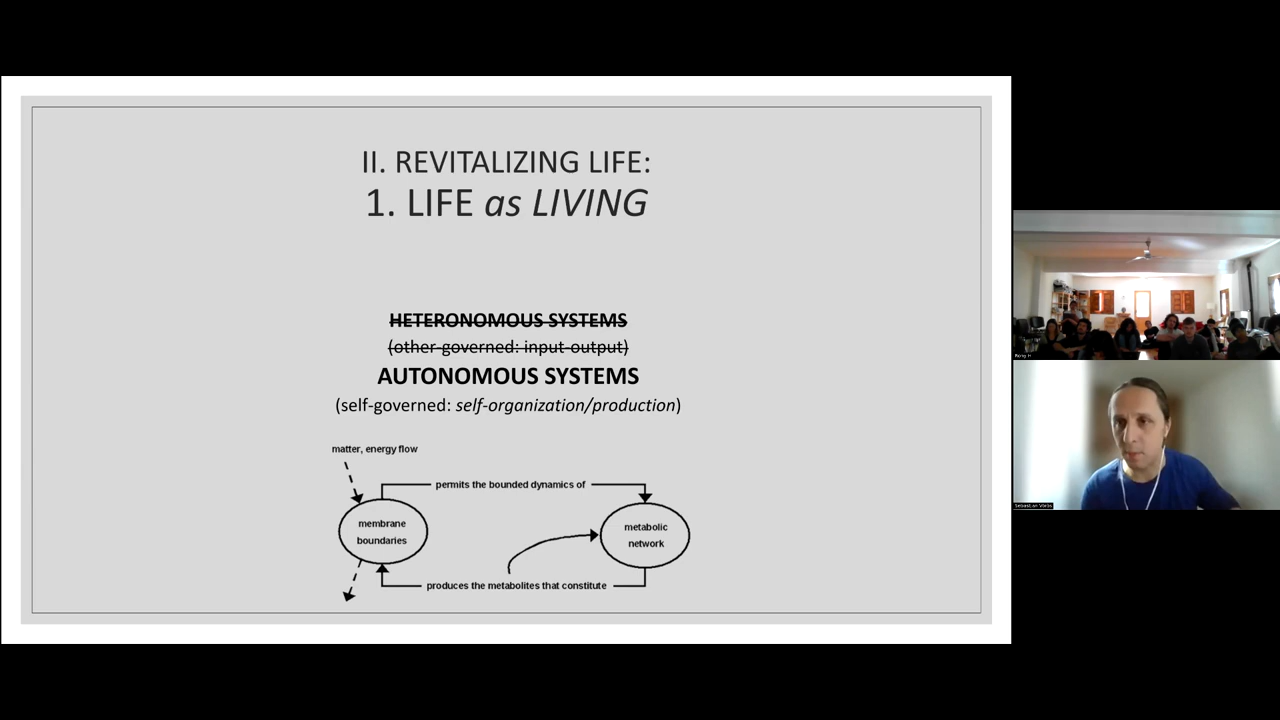 II. REVITALIZING LIFE:
1. LIFE as LIVING
HETERONOMOUS SYSTEMS
(other-governed: input-output)
AUTONOMOUS SYSTEMS
(self-governed: self-organization/production)
matter, energy flow
permits the bounded dynamics of
membrane
boundaries
metabolic
network
produces the metabolites that constitute